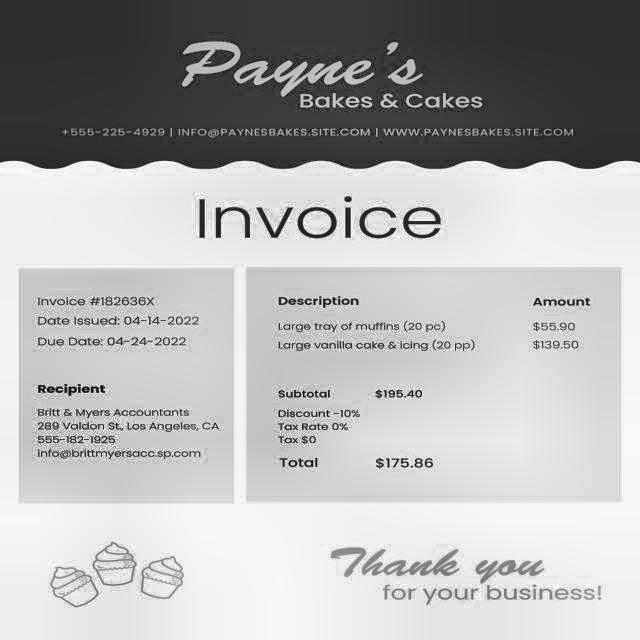 Payne's
Bakes & Cakes
+555-225-4929 | INFO@PAYNESBAKES.SITE.COM | WWW.PAYNESBAKES.SITE.COM
Invoice
Invoice #182636X
Date Issued: 04-14-2022
Due Date: 04-24-2022
Recipient
Britt & Myers Accountants
289 Valdon St., Los Angeles, CA
555-182-1925
info@brittmyersacc.sp.com
Description Amount
Large tray of muffins (20 pc) $55.90
Large vanilla cake & icing (20 pp) $139.50
Subtotal $195.40
Discount -10%
Tax Rate 0%
Tax $0
Total $175.86
Thank you
for your business!